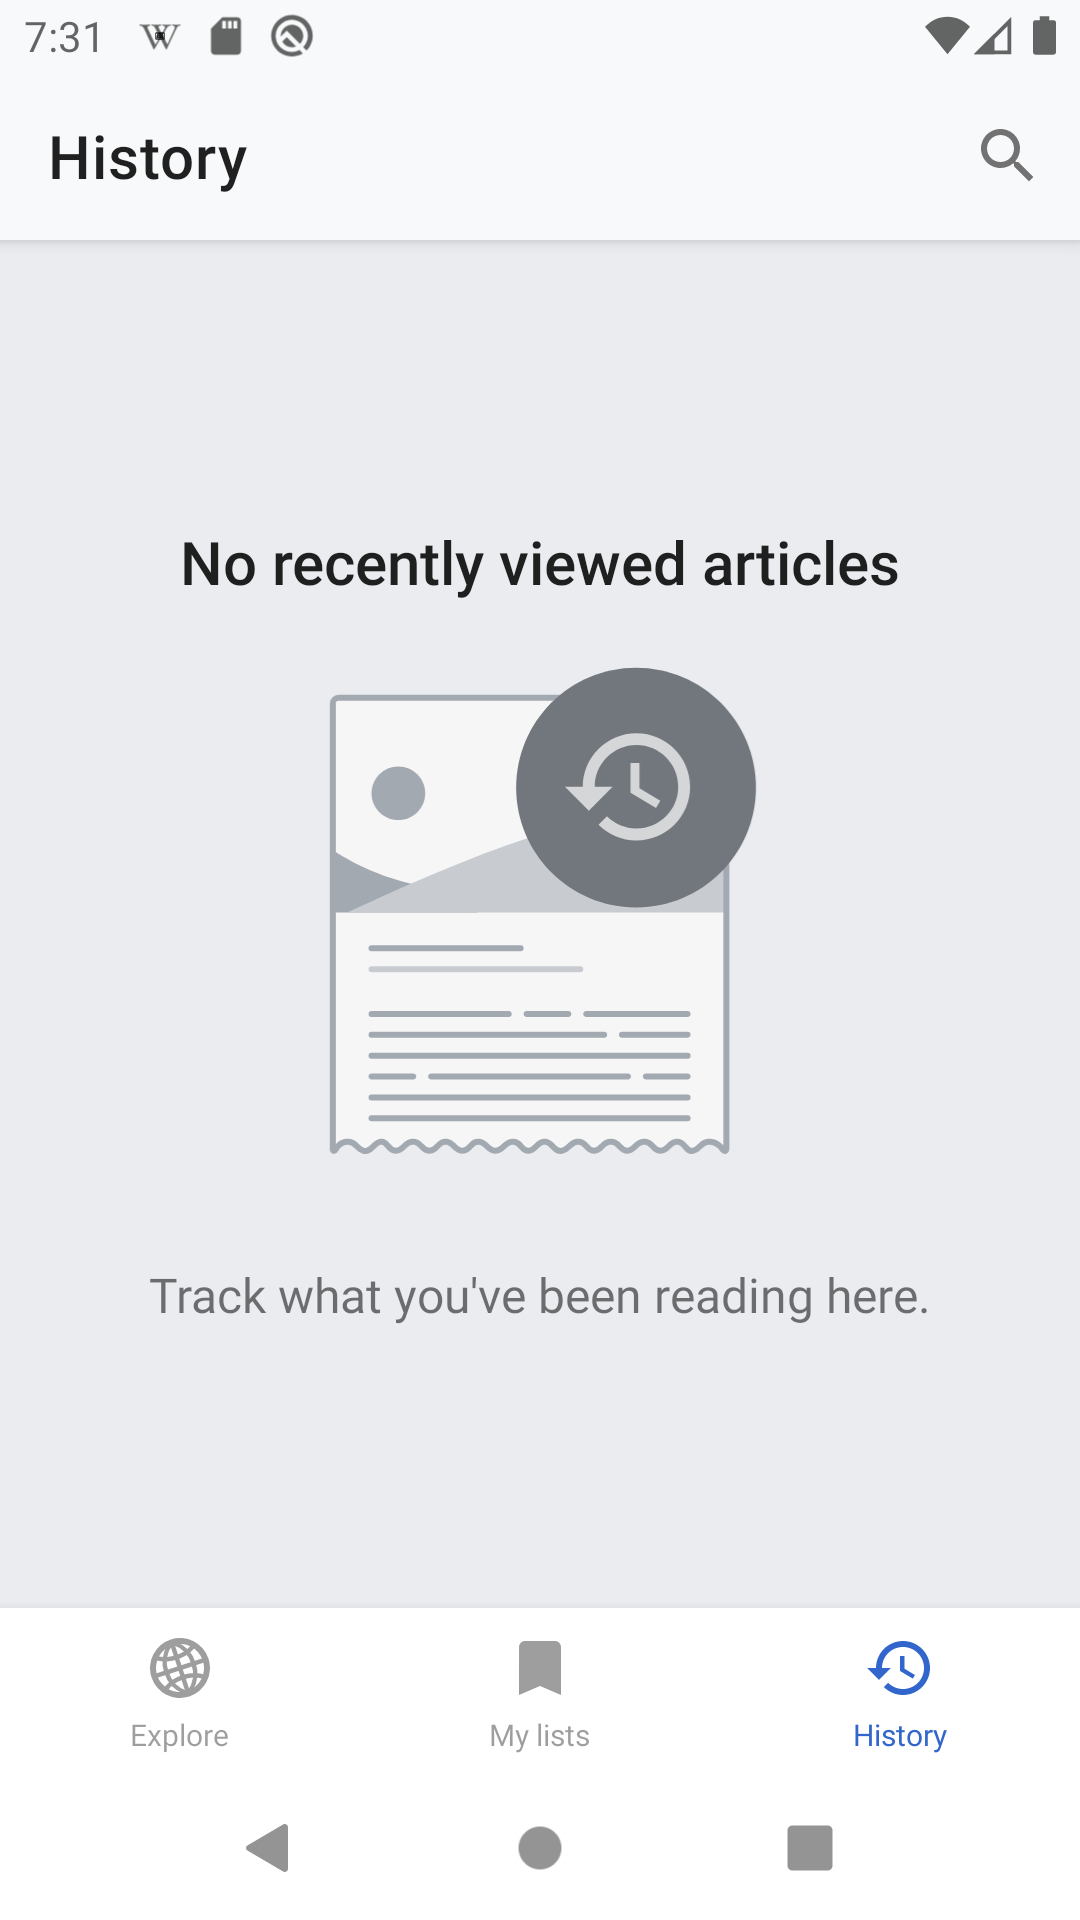 7:31
History
No recently viewed articles
Track what you've been reading here.
Explore
My lists
History